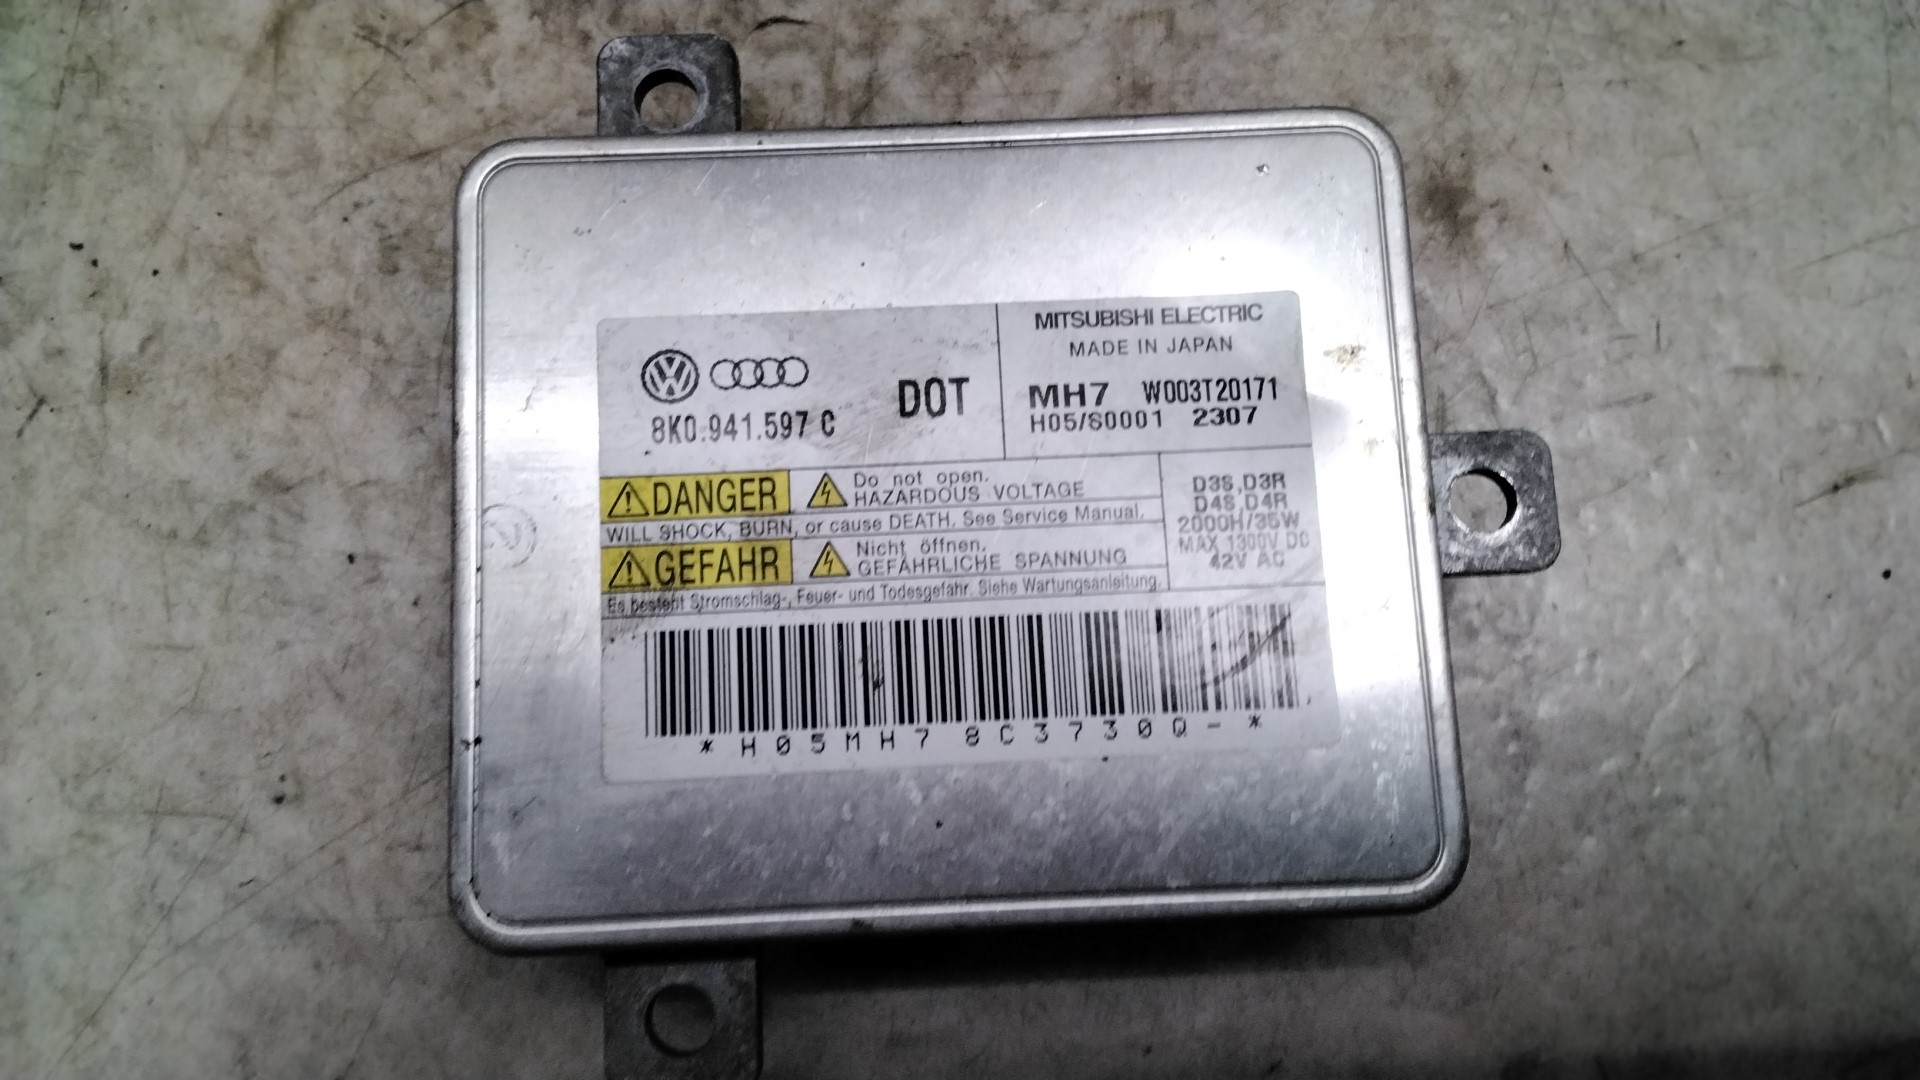 8K0.941.597 C
DOT
MITSUBISHI ELECTRIC
MADE IN JAPAN
MH7 W003T20171
H05/S0001 2307
DANGER
Do not open.
HAZARDOUS VOLTAGE
WILL SHOCK, BURN, or cause DEATH. See Service Manual.
GEFAHR
Nicht öffnen.
GEFÄHRLICHE SPANNUNG
Es besteht Stromschlag-, Feuer- und Todesgefahr. Siehe Wartungsanleitung.
D3S,D3R
D4S,D4R
2000H/35W
MAX 1300V DC
42V AC
*H05MH78C3730Q-*